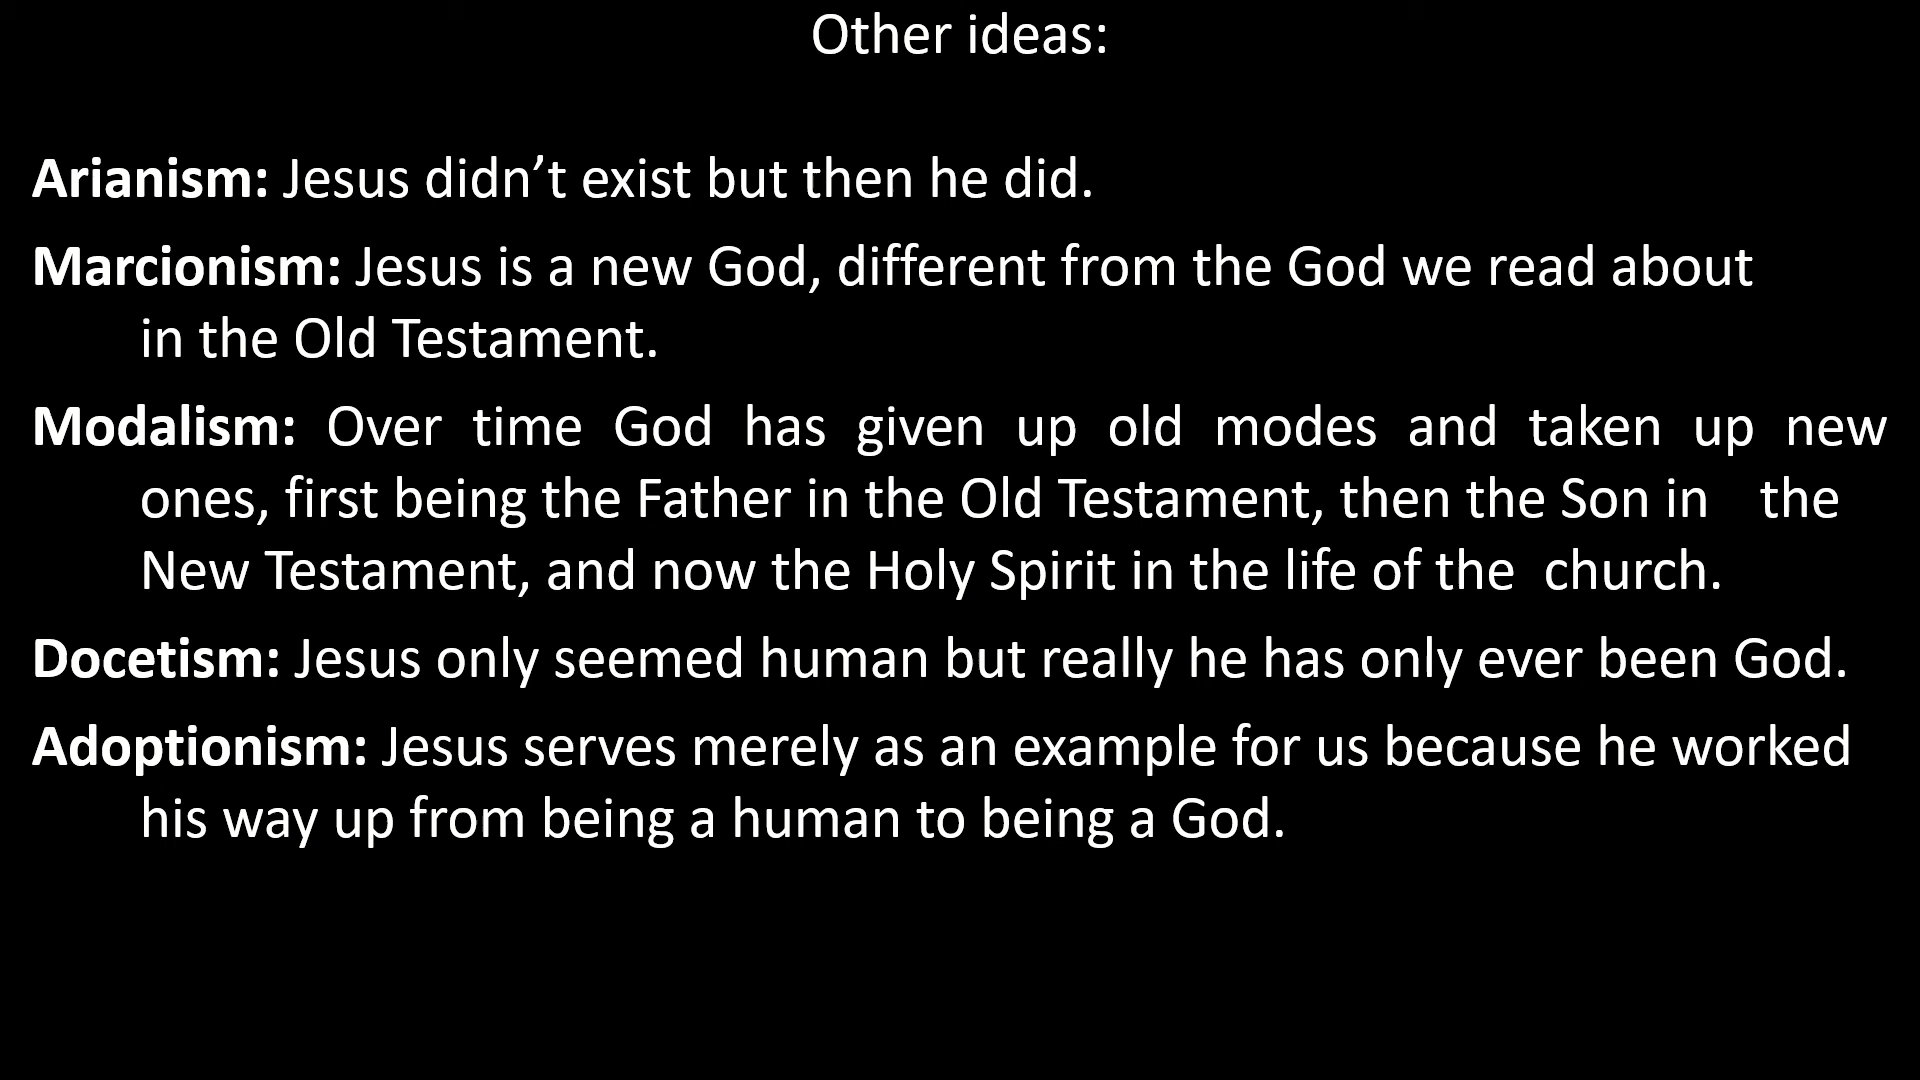 Other ideas:
Arianism: Jesus didn’t exist but then he did.
Marcionism: Jesus is a new God, different from the God we read about
in the Old Testament.
Modalism: Over time God has given up old modes and taken up new
ones, first being the Father in the Old Testament, then the Son in the
New Testament, and now the Holy Spirit in the life of the church.
Docetism: Jesus only seemed human but really he has only ever been God.
Adoptionism: Jesus serves merely as an example for us because he worked
his way up from being a human to being a God.